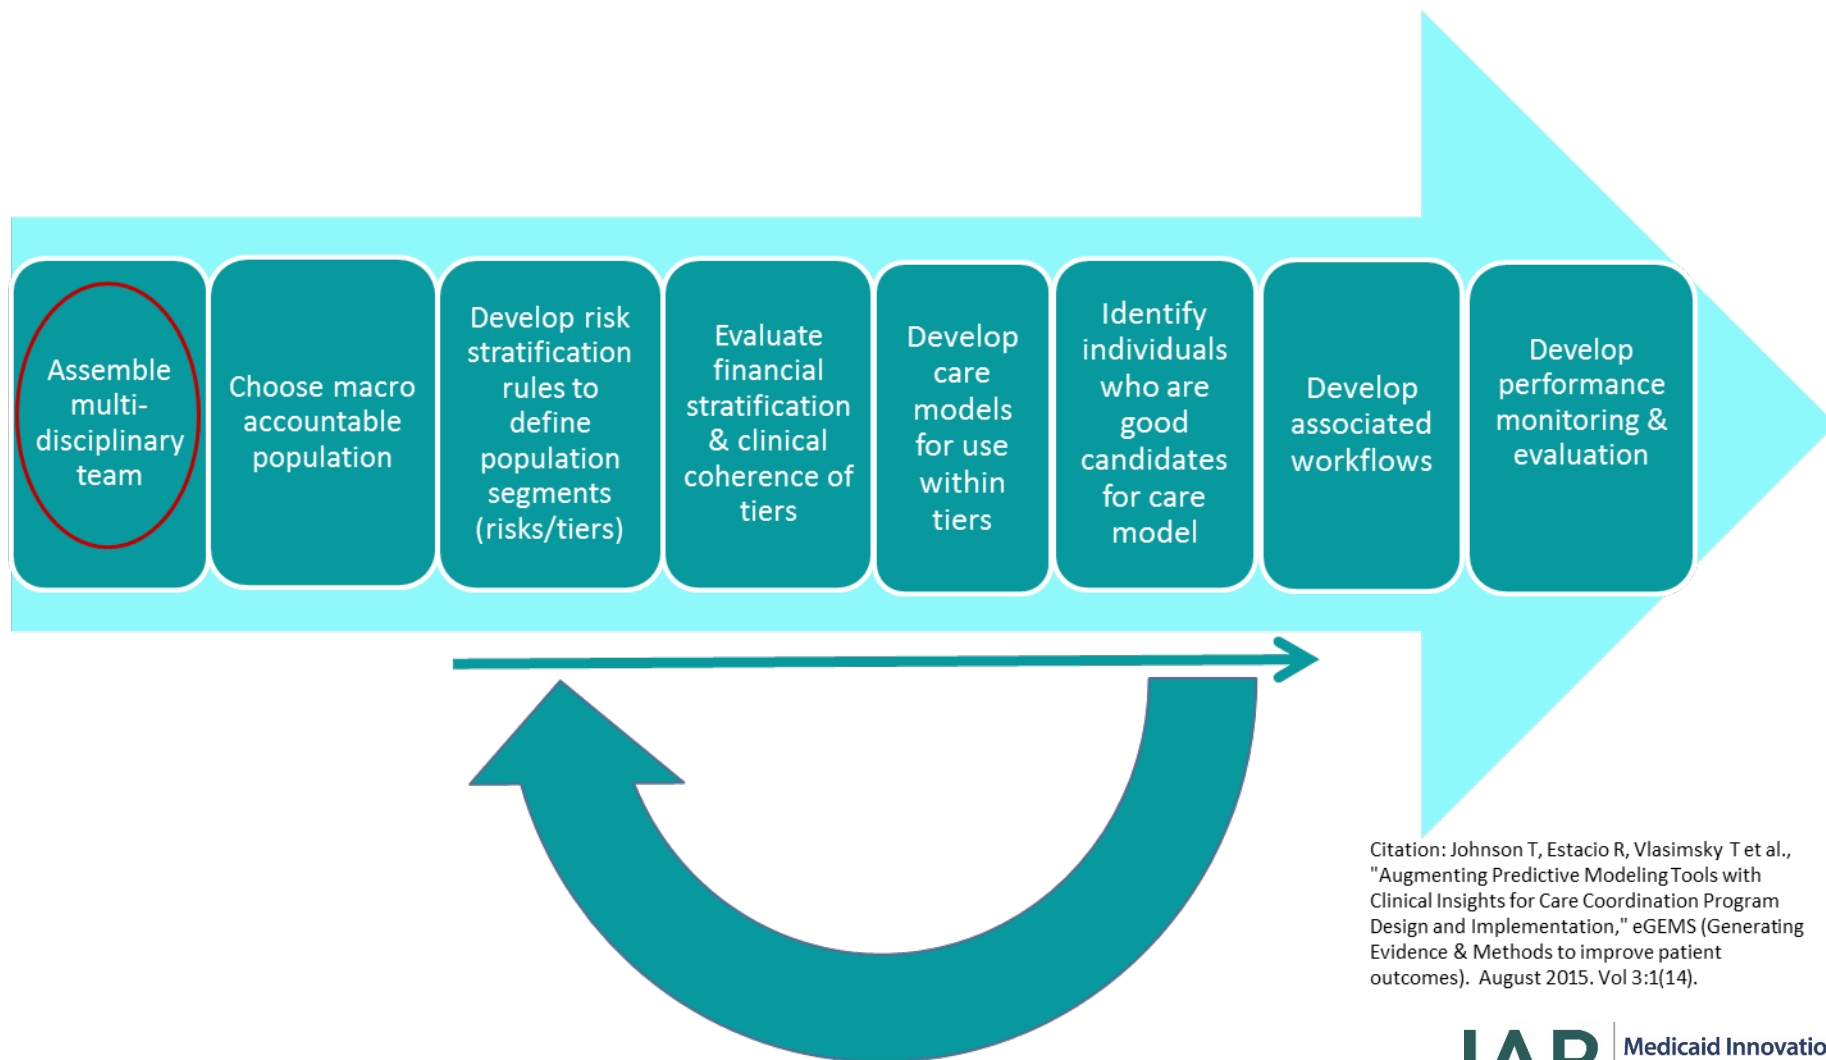 Assemble
multi-
disciplinary
team
Choose macro
accountable
population
Develop risk
stratification
rules to
define
population
segments
(risks/tiers)
Evaluate
financial
stratification
& clinical
coherence of
tiers
Develop
care
models
for use
within
tiers
Identify
individuals
who are
good
candidates
for care
model
Develop
associated
workflows
Develop
performance
monitoring &
evaluation
Citation: Johnson T, Estacio R, Vlasimsky T et al.,
"Augmenting Predictive Modeling Tools with
Clinical Insights for Care Coordination Program
Design and Implementation," eGEMS (Generating
Evidence & Methods to improve patient
outcomes).  August 2015. Vol 3:1(14).
IAP
Medicaid Innovatio